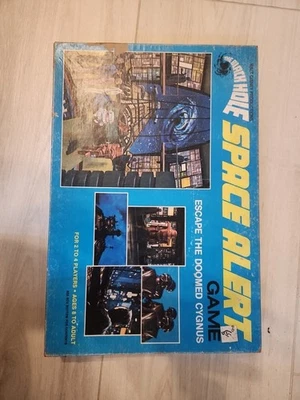 SPACE ALERT
GAME
ESCAPE THE DOOMED CYGNUS
FOR 2 TO 4 PLAYERS • AGES 8 TO ADULT